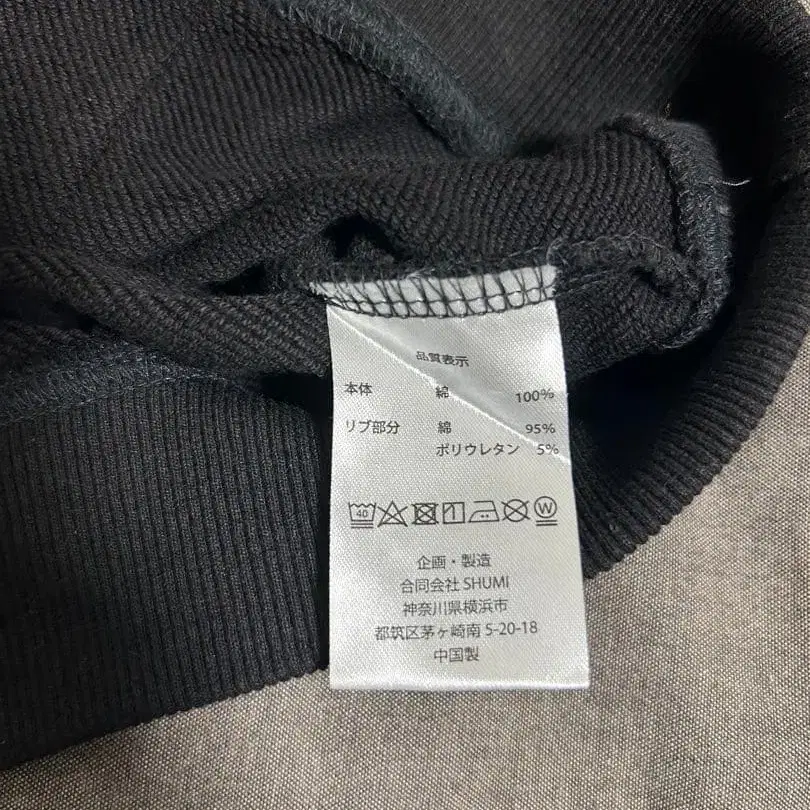 品質表示
本体 綿 100%
リブ部分 綿 95%
ポリウレタン 5%
40 W
企画・製造
合同会社 SHUMI
神奈川県横浜市
都筑区茅ヶ崎南 5-20-18
中国製